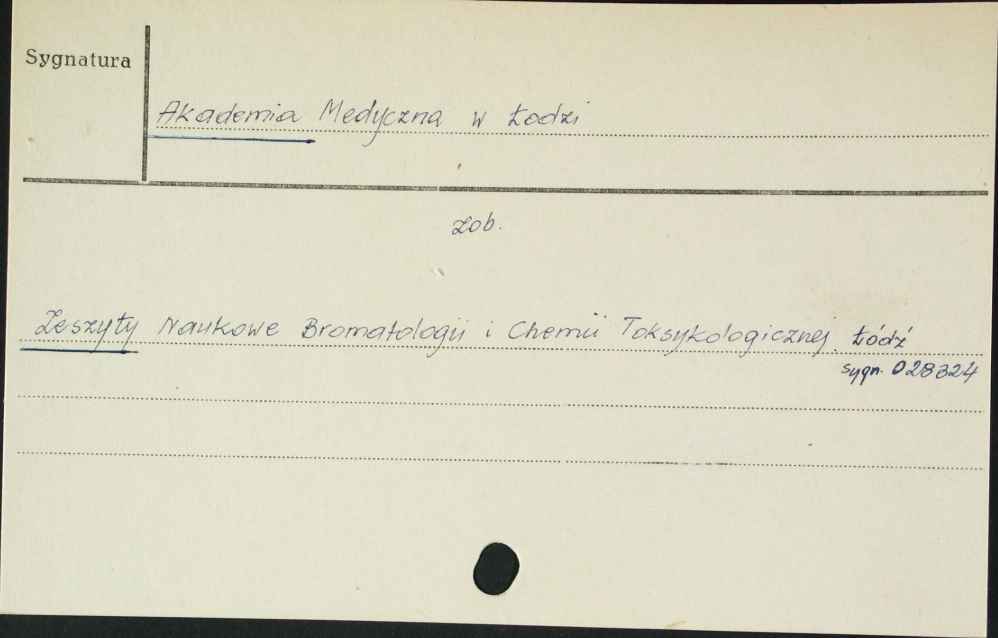 Sygnatura
Akademia Medyczna w Łodzi
zob.
Zeszyty Naukowe Bromatologii i Chemii Toksykologicznej. Łódź
sygn. 028324